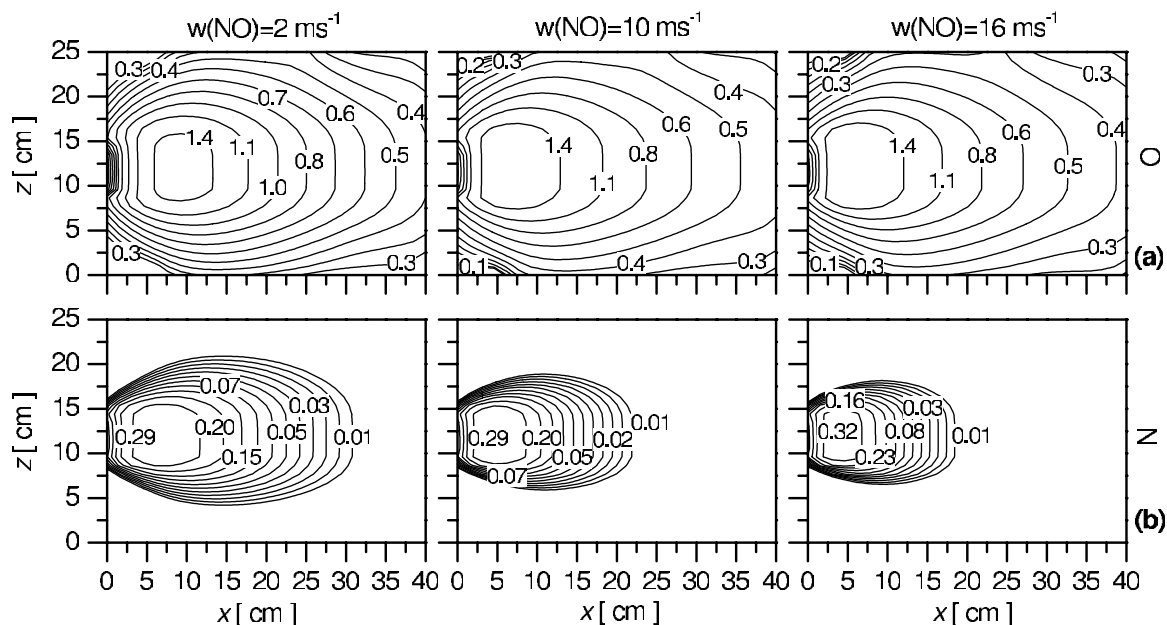 w(NO)=2 ms⁻¹ w(NO)=10 ms⁻¹ w(NO)=16 ms⁻¹
25 20 15 10 5 0
z [ cm]
0.3 0.4 0.7 0.6 1.4 1.1 0.8 0.5 1.0 0.3 0.3
0.2 0.3 0.4 0.6 0.5 1.4 0.8 1.1 0.1 0.4 0.3
0.2 0.3 0.3 0.4 0.6 1.4 0.8 0.5 1.1 0.1 0.3 0.3
O
(a)
25 20 15 10 5 0
z [ cm]
0.07 0.03 0.29 0.20 0.05 0.01 0.15
0.01 0.29 0.20 0.02 0.05 0.07
0.16 0.03 0.32 0.08 0.01 0.23
N
(b)
0 5 10 15 20 25 30 35 40 0 5 10 15 20 25 30 35 40 0 5 10 15 20 25 30 35 40
x [ cm] x [ cm] x [ cm]